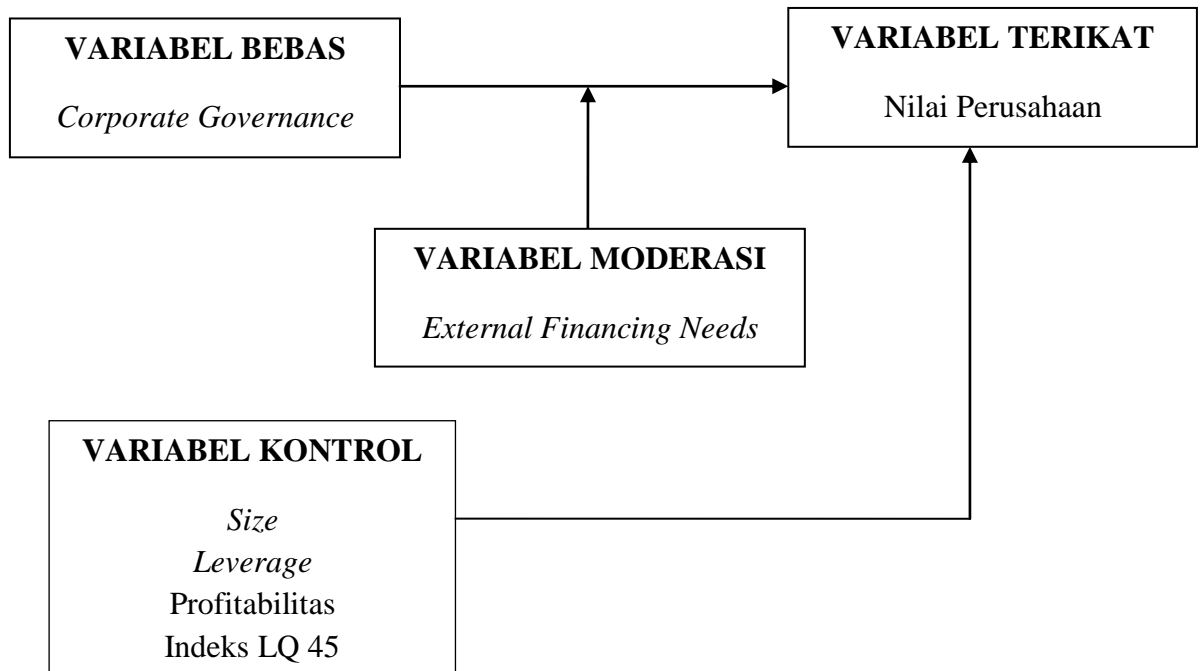 VARIABEL BEBAS
Corporate Governance
VARIABEL TERIKAT
Nilai Perusahaan
VARIABEL MODERASI
External Financing Needs
VARIABEL KONTROL
Size
Leverage
Profitabilitas
Indeks LQ 45